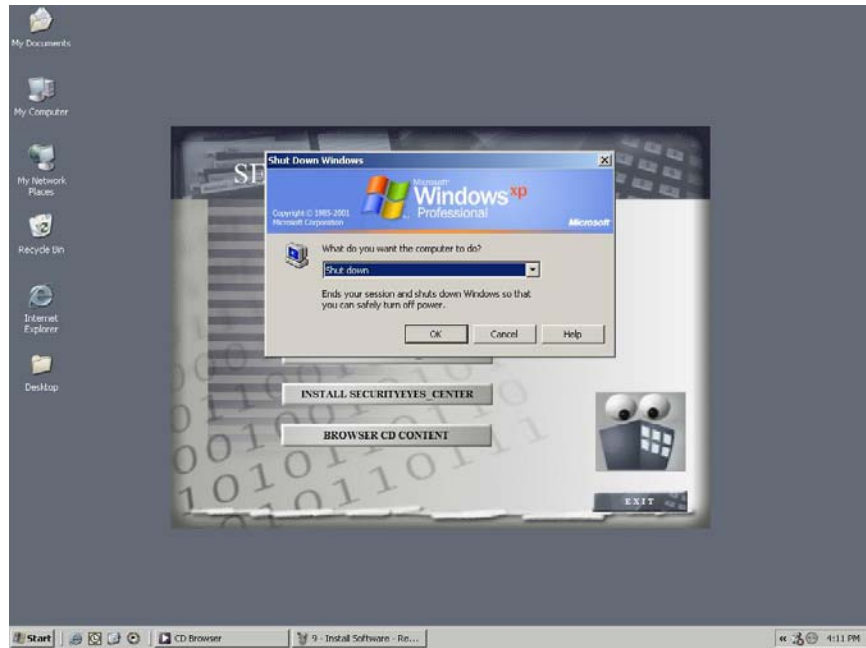 My Documents
My Computer
My Network
Places
Recycle Bin
Internet
Explorer
Desktop
SE
Shut Down Windows
Microsoft
Windows xp
Professional
Copyright © 1985-2001
Microsoft Corporation
Microsoft
What do you want the computer to do?
Shut down
Ends your session and shuts down Windows so that
you can safely turn off power.
OK
Cancel
Help
INSTALL SECURITYEYES_CENTER
BROWSER CD CONTENT
EXIT
Start
CD Browser
9 - Install Software - Re...
4:11 PM